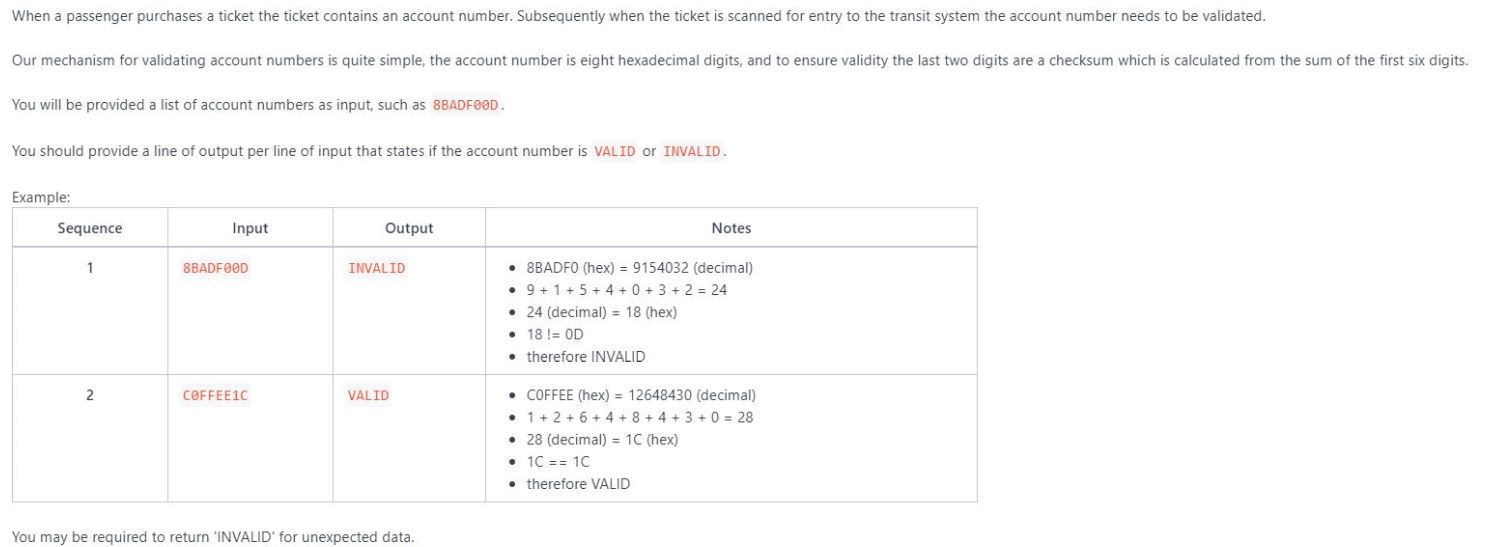 When a passenger purchases a ticket the ticket contains an account number. Subsequently when the ticket is scanned for entry to the transit system the account number needs to be validated.
Our mechanism for validating account numbers is quite simple, the account number is eight hexadecimal digits, and to ensure validity the last two digits are a checksum which is calculated from the sum of the first six digits.
You will be provided a list of account numbers as input, such as 8BADF00D.
You should provide a line of output per line of input that states if the account number is VALID or INVALID.
Example:
Sequence Input Output Notes
1 8BADF00D INVALID • 8BADF0 (hex) = 9154032 (decimal)
• 9 + 1 + 5 + 4 + 0 + 3 + 2 = 24
• 24 (decimal) = 18 (hex)
• 18 != 0D
• therefore INVALID
2 C0FFEE1C VALID • C0FFEE (hex) = 12648430 (decimal)
• 1 + 2 + 6 + 4 + 8 + 4 + 3 + 0 = 28
• 28 (decimal) = 1C (hex)
• 1C == 1C
• therefore VALID
You may be required to return 'INVALID' for unexpected data.